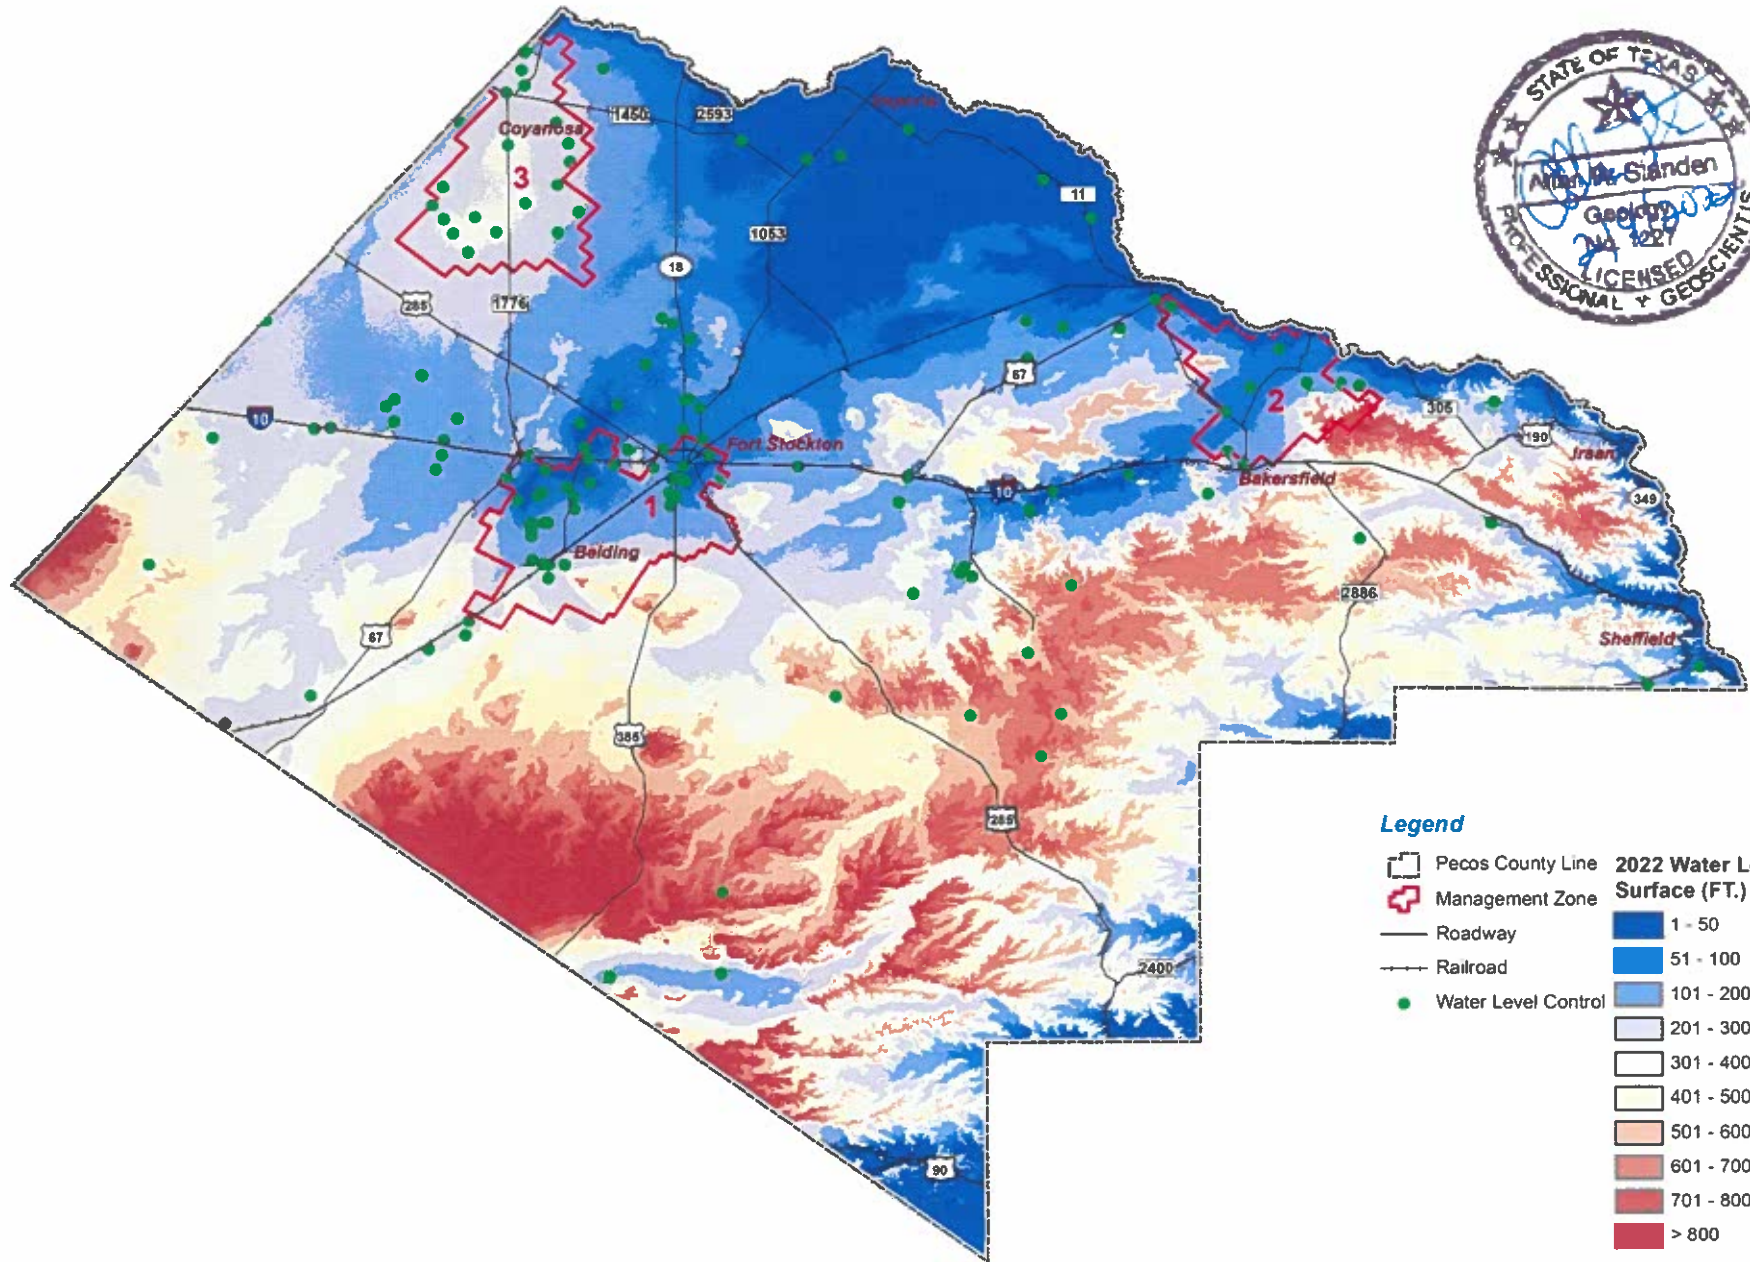 STATE OF TEXAS
Standen
Geology
LICENSED
PROFESSIONAL GEOSCIENTIS
Coyanosa
1450
2593
11
3
1053
18
285
1776
67
2
305
190
Iraan
349
10
Fort Stockton
10
Bakersfield
1
Belding
2886
67
Sheffield
385
285
2400
90
Legend
Pecos County Line
Management Zone
Roadway
Railroad
Water Level Control
2022 Water L
Surface (FT.)
1 - 50
51 - 100
101 - 200
201 - 300
301 - 400
401 - 500
501 - 600
601 - 700
701 - 800
> 800